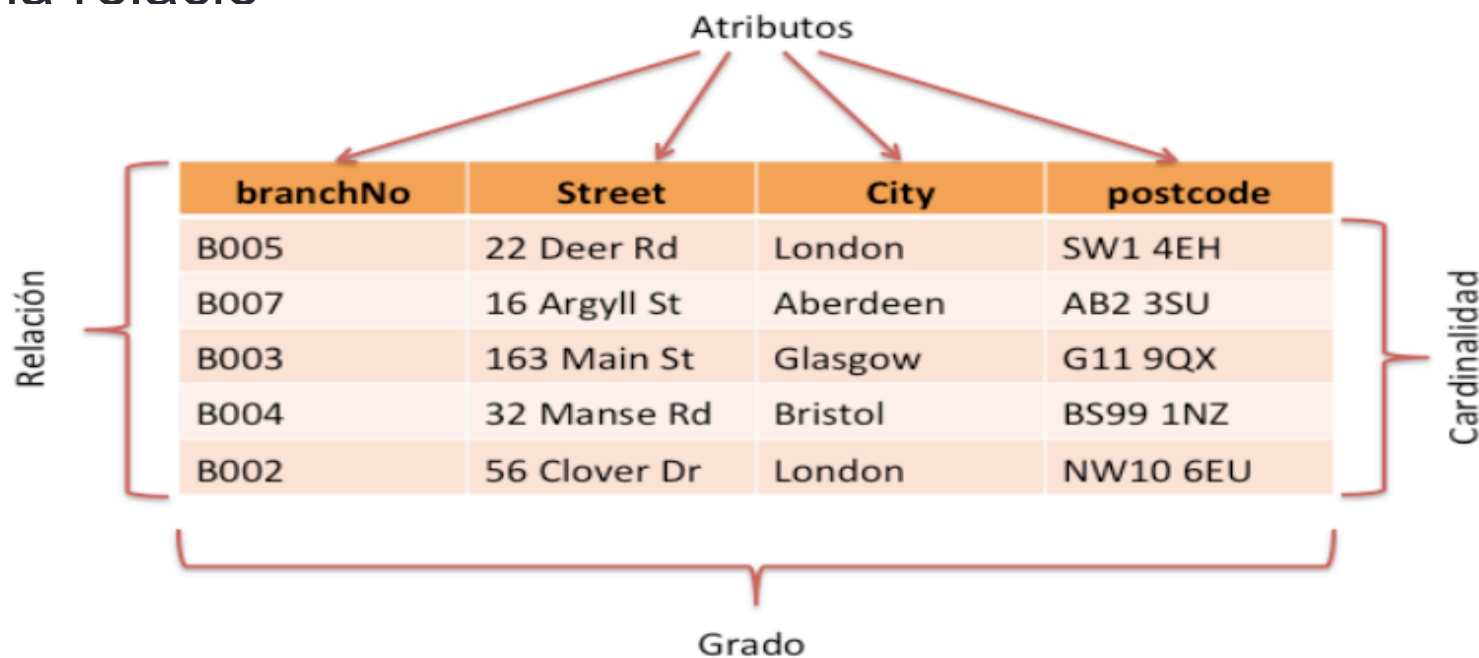 la relació
Atributos
branchNo Street City postcode
B005 22 Deer Rd London SW1 4EH
B007 16 Argyll St Aberdeen AB2 3SU
B003 163 Main St Glasgow G11 9QX
B004 32 Manse Rd Bristol BS99 1NZ
B002 56 Clover Dr London NW10 6EU
Relación
Cardinalidad
Grado